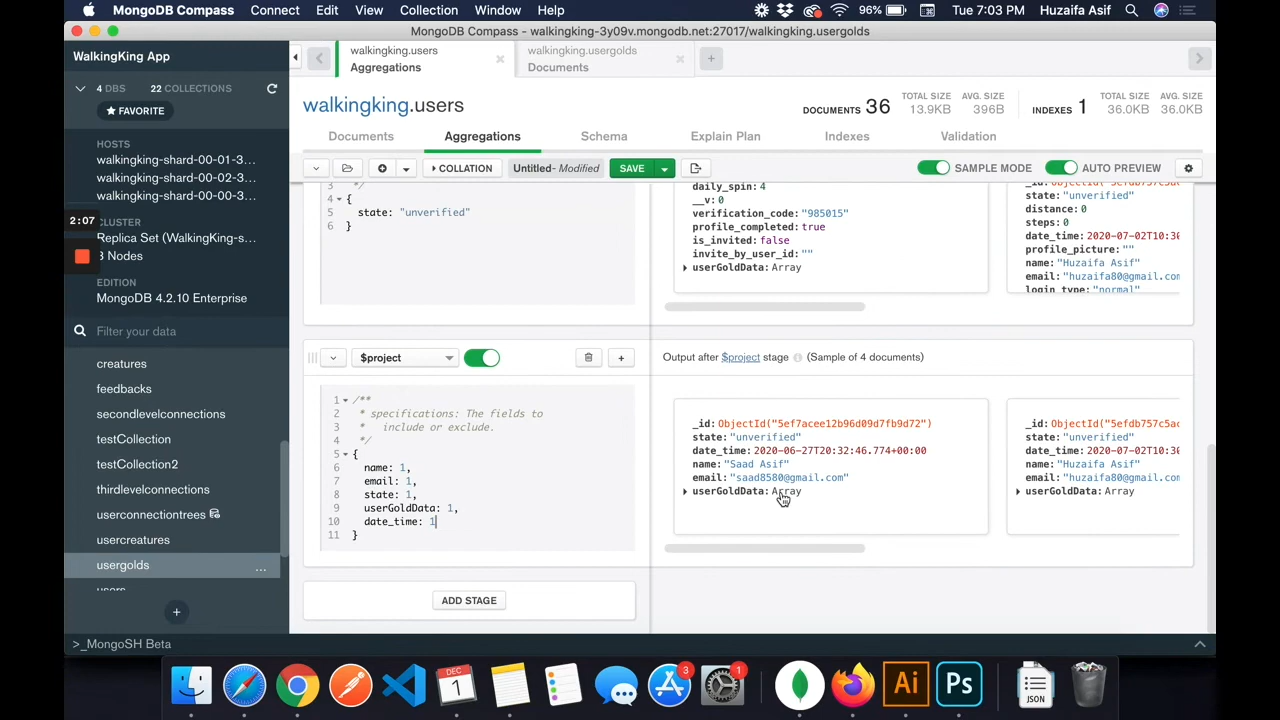 MongoDB Compass Connect Edit View Collection Window Help 96% Tue 7:03 PM Huzaifa Asif
MongoDB Compass - walkingking-3y09v.mongodb.net:27017/walkingking.usergolds
WalkingKing App
4 DBS 22 COLLECTIONS
★ FAVORITE
HOSTS
walkingking-shard-00-01-3...
walkingking-shard-00-02-3...
walkingking-shard-00-00-3...
2:07
CLUSTER
Replica Set (WalkingKing-s...
3 Nodes
EDITION
MongoDB 4.2.10 Enterprise
Filter your data
creatures
feedbacks
secondlevelconnections
testCollection
testCollection2
thirdlevelconnections
userconnectiontrees
usercreatures
usergolds ...
users
+
walkingking.users
Aggregations
walkingking.usergolds
Documents
+
walkingking.users
DOCUMENTS 36 TOTAL SIZE 13.9KB AVG. SIZE 396B INDEXES 1 TOTAL SIZE 36.0KB AVG. SIZE 36.0KB
Documents Aggregations Schema Explain Plan Indexes Validation
COLLATION Untitled- Modified SAVE SAMPLE MODE AUTO PREVIEW
3 */
4 {
5 state: "unverified"
6 }
daily_spin: 4
__v: 0
verification_code: "985015"
profile_completed: true
is_invited: false
invite_by_user_id: ""
userGoldData: Array
state: "unverified"
distance: 0
steps: 0
date_time: 2020-07-02T10:30
profile_picture: ""
name: "Huzaifa Asif"
email: "huzaifa80@gmail.com
login_type: "normal"
$project
Output after $project stage (Sample of 4 documents)
1 /**
2 * specifications: The fields to
3 * include or exclude.
4 */
5 {
6 name: 1,
7 email: 1,
8 state: 1,
9 userGoldData: 1,
10 date_time: 1
11 }
_id: ObjectId("5ef7acee12b96d09d7fb9d72")
state: "unverified"
date_time: 2020-06-27T20:32:46.774+00:00
name: "Saad Asif"
email: "saad8580@gmail.com"
userGoldData: Array
_id: ObjectId("5efdb757c5ac
state: "unverified"
date_time: 2020-07-02T10:30
name: "Huzaifa Asif"
email: "huzaifa80@gmail.com
userGoldData: Array
ADD STAGE
>_MongoSH Beta
DEC
1
3
1
Ai
Ps
JSON